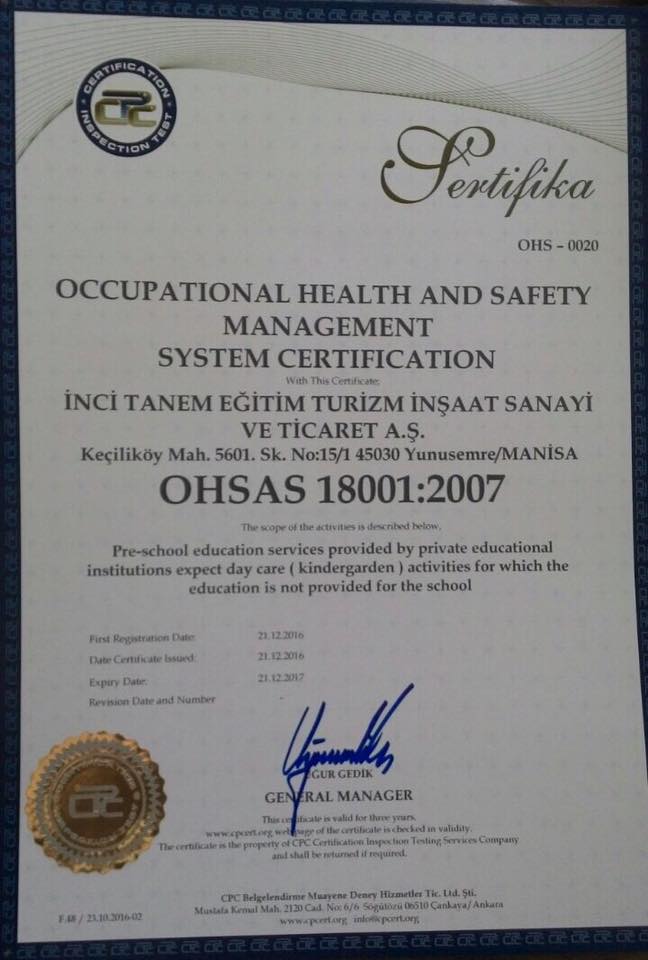 CERTIFICATION
CPC
INSPECTION TEST
Sertifika
OHS – 0020
OCCUPATIONAL HEALTH AND SAFETY
MANAGEMENT
SYSTEM CERTIFICATION
With This Certificate;
İNCİ TANEM EĞİTİM TURİZM İNŞAAT SANAYİ
VE TİCARET A.Ş.
Keçiliköy Mah. 5601. Sk. No:15/1 45030 Yunusemre/MANİSA
OHSAS 18001:2007
The scope of the activities is described below.
Pre-school education services provided by private educational
institutions expect day care ( kindergarden ) activities for which the
education is not provided for the school
First Registration Date: 21.12.2016
Date Certificate Issued: 21.12.2016
Expiry Date: 21.12.2017
Revision Date and Number -
UĞUR GEDİK
GENERAL MANAGER
This certificate is valid for three years.
www.cpcert.org web page of the certificate is checked in validity.
The certificate is the property of CPC Certification Inspection Testing Services Company
and shall be returned if required.
CPC Belgelendirme Muayene Deney Hizmetler Tic. Ltd. Şti.
Mustafa Kemal Mah. 2120 Cad. No: 6/6 Söğütözü 06510 Çankaya/Ankara
www.cpcert.org info@cpcert.org
F.48 / 23.10.2016-02